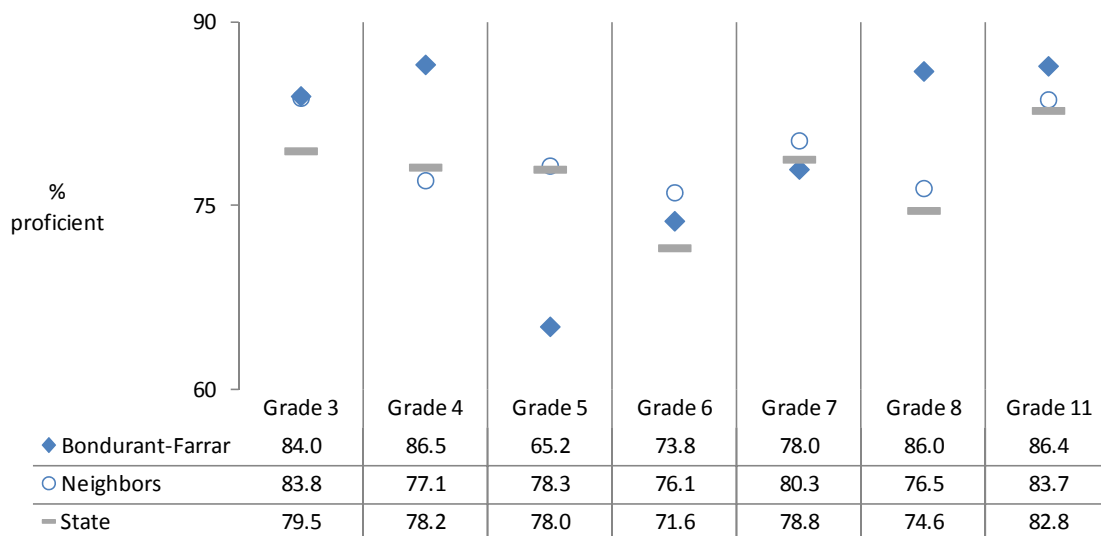 90
75
%
proficient
60
Grade 3 Grade 4 Grade 5 Grade 6 Grade 7 Grade 8 Grade 11
Bondurant-Farrar 84.0 86.5 65.2 73.8 78.0 86.0 86.4
Neighbors 83.8 77.1 78.3 76.1 80.3 76.5 83.7
State 79.5 78.2 78.0 71.6 78.8 74.6 82.8